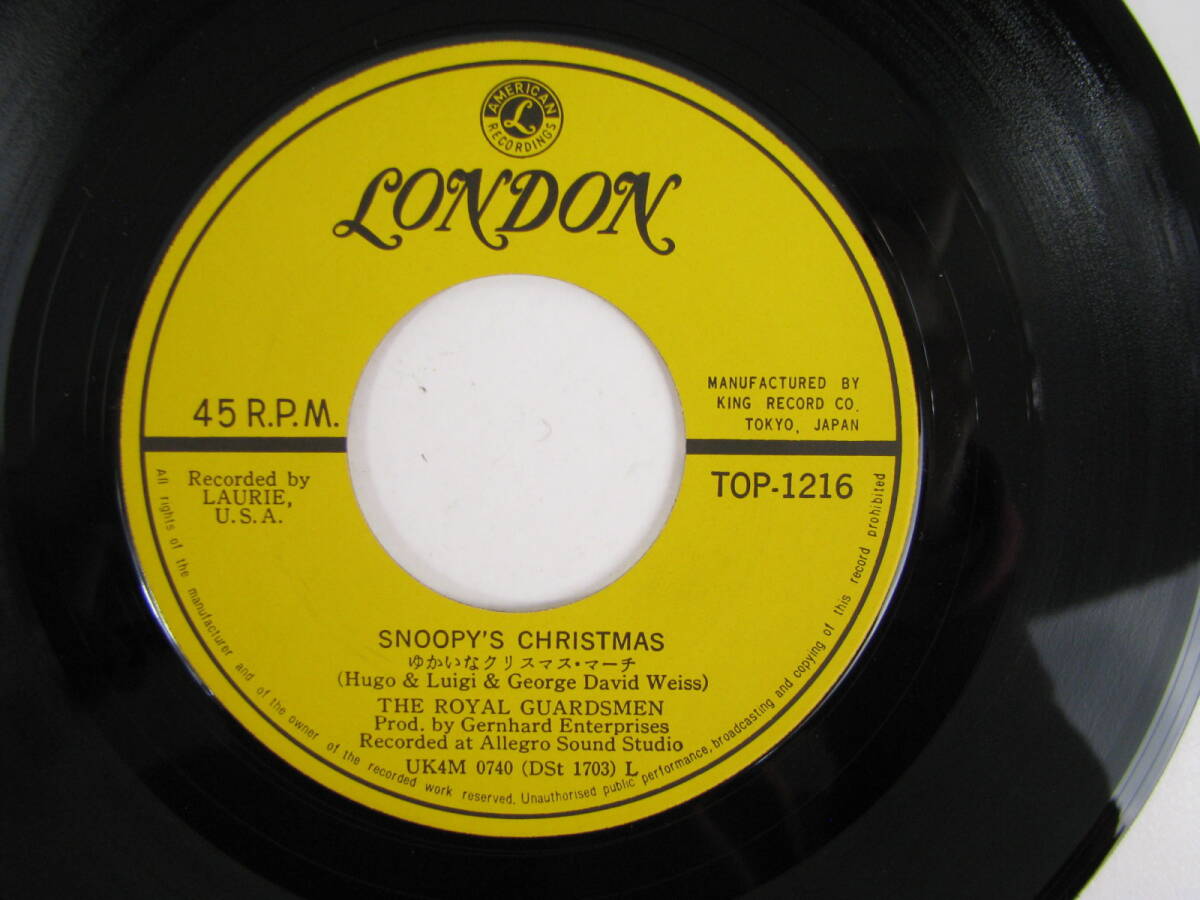 AMERICAN
L
RECORDINGS
LONDON
45 R.P.M.
MANUFACTURED BY
KING RECORD CO.
TOKYO, JAPAN
Recorded by
LAURIE,
U.S.A.
TOP-1216
SNOOPY'S CHRISTMAS
ゆかいなクリスマス・マーチ
(Hugo & Luigi & George David Weiss)
THE ROYAL GUARDSMEN
Prod. by Gernhard Enterprises
Recorded at Allegro Sound Studio
UK4M 0740 (DSt 1703) L
All rights of the manufacturer and of the owner of the recorded work reserved. Unauthorised public performance, broadcasting and copying of this record prohibited